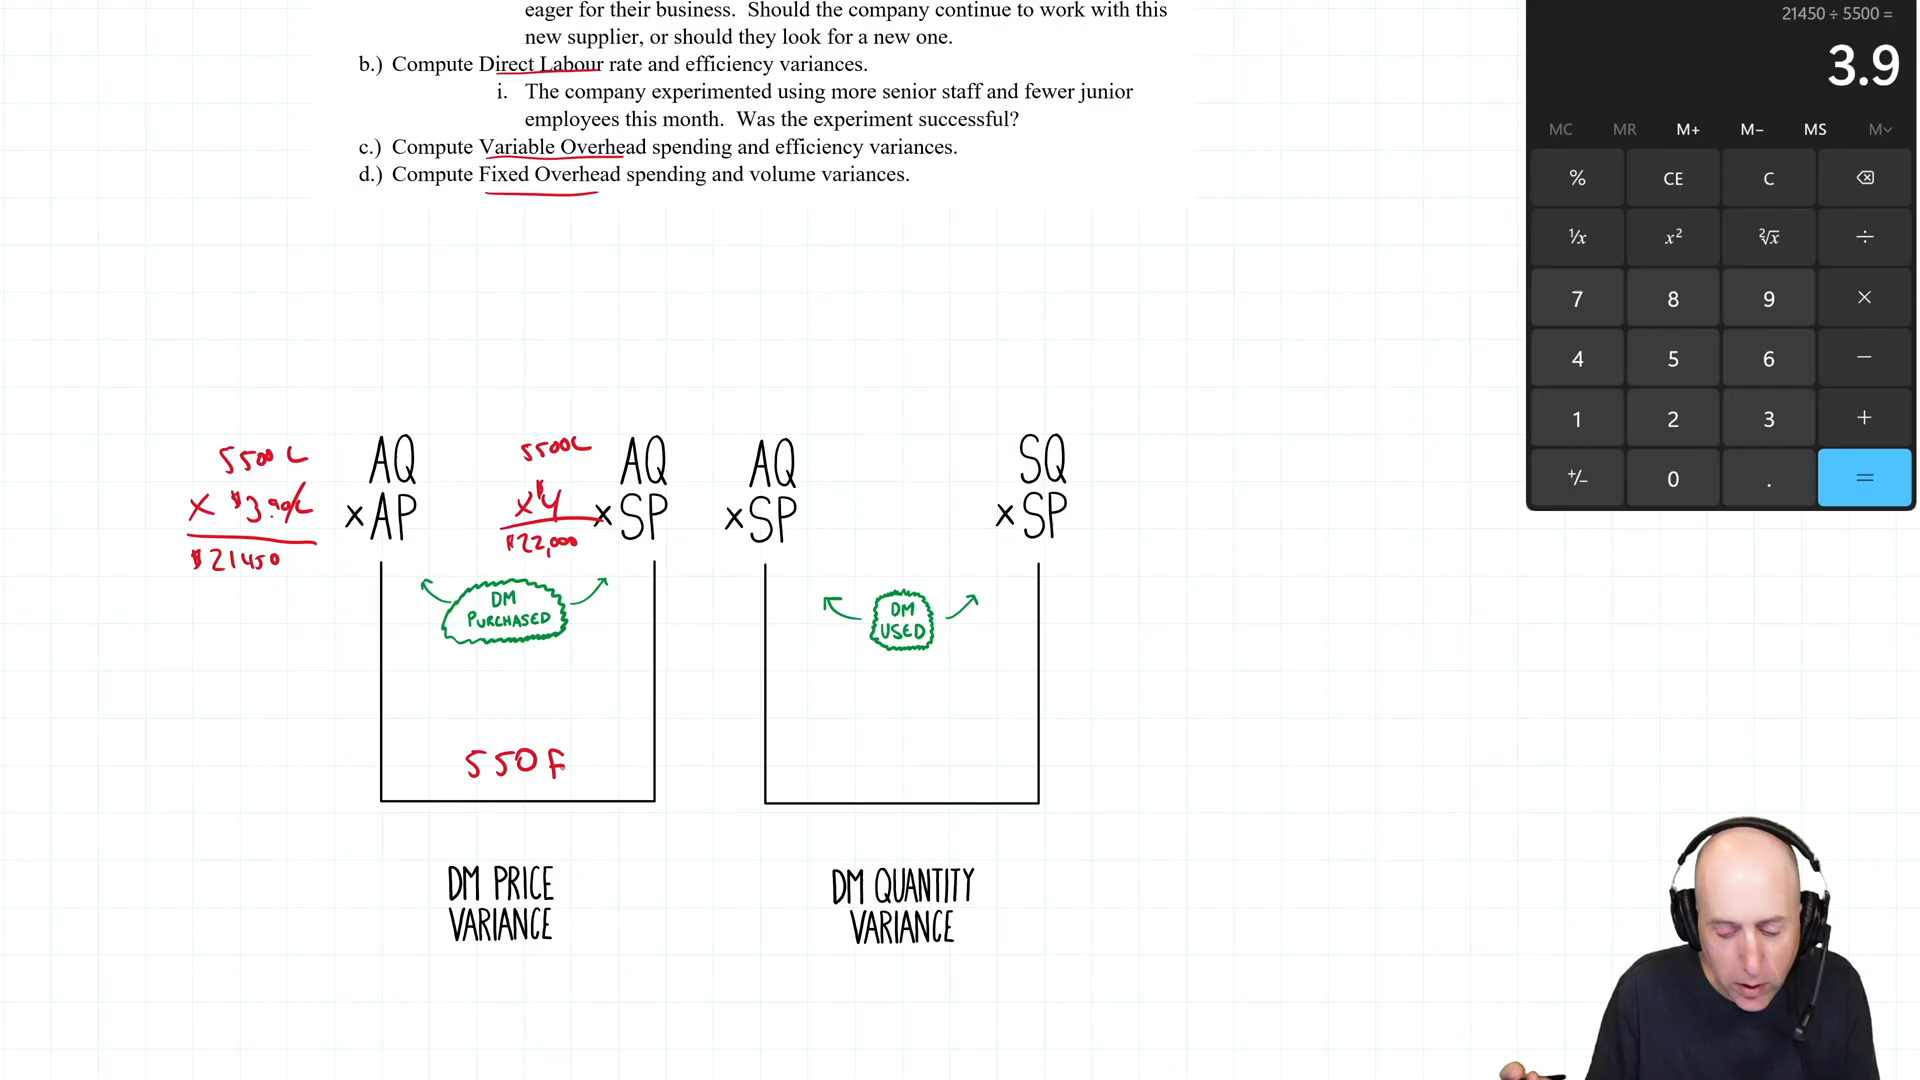 eager for their business. Should the company continue to work with this
new supplier, or should they look for a new one.
b.) Compute Direct Labour rate and efficiency variances.
i. The company experimented using more senior staff and fewer junior
employees this month. Was the experiment successful?
c.) Compute Variable Overhead spending and efficiency variances.
d.) Compute Fixed Overhead spending and volume variances.
5500 L
x $3.90/L
$21450
AQ
x AP
5500L
x $4
$22,000
AQ
x SP
AQ
x SP
SQ
x SP
DM
PURCHASED
DM
USED
550 F
DM PRICE
VARIANCE
DM QUANTITY
VARIANCE
21450 ÷ 5500 =
3.9
MC MR M+ M− MS M˅
% CE C ⌫
¹/x x² ²√x ÷
7 8 9 ×
4 5 6 −
1 2 3 +
+/− 0 . =